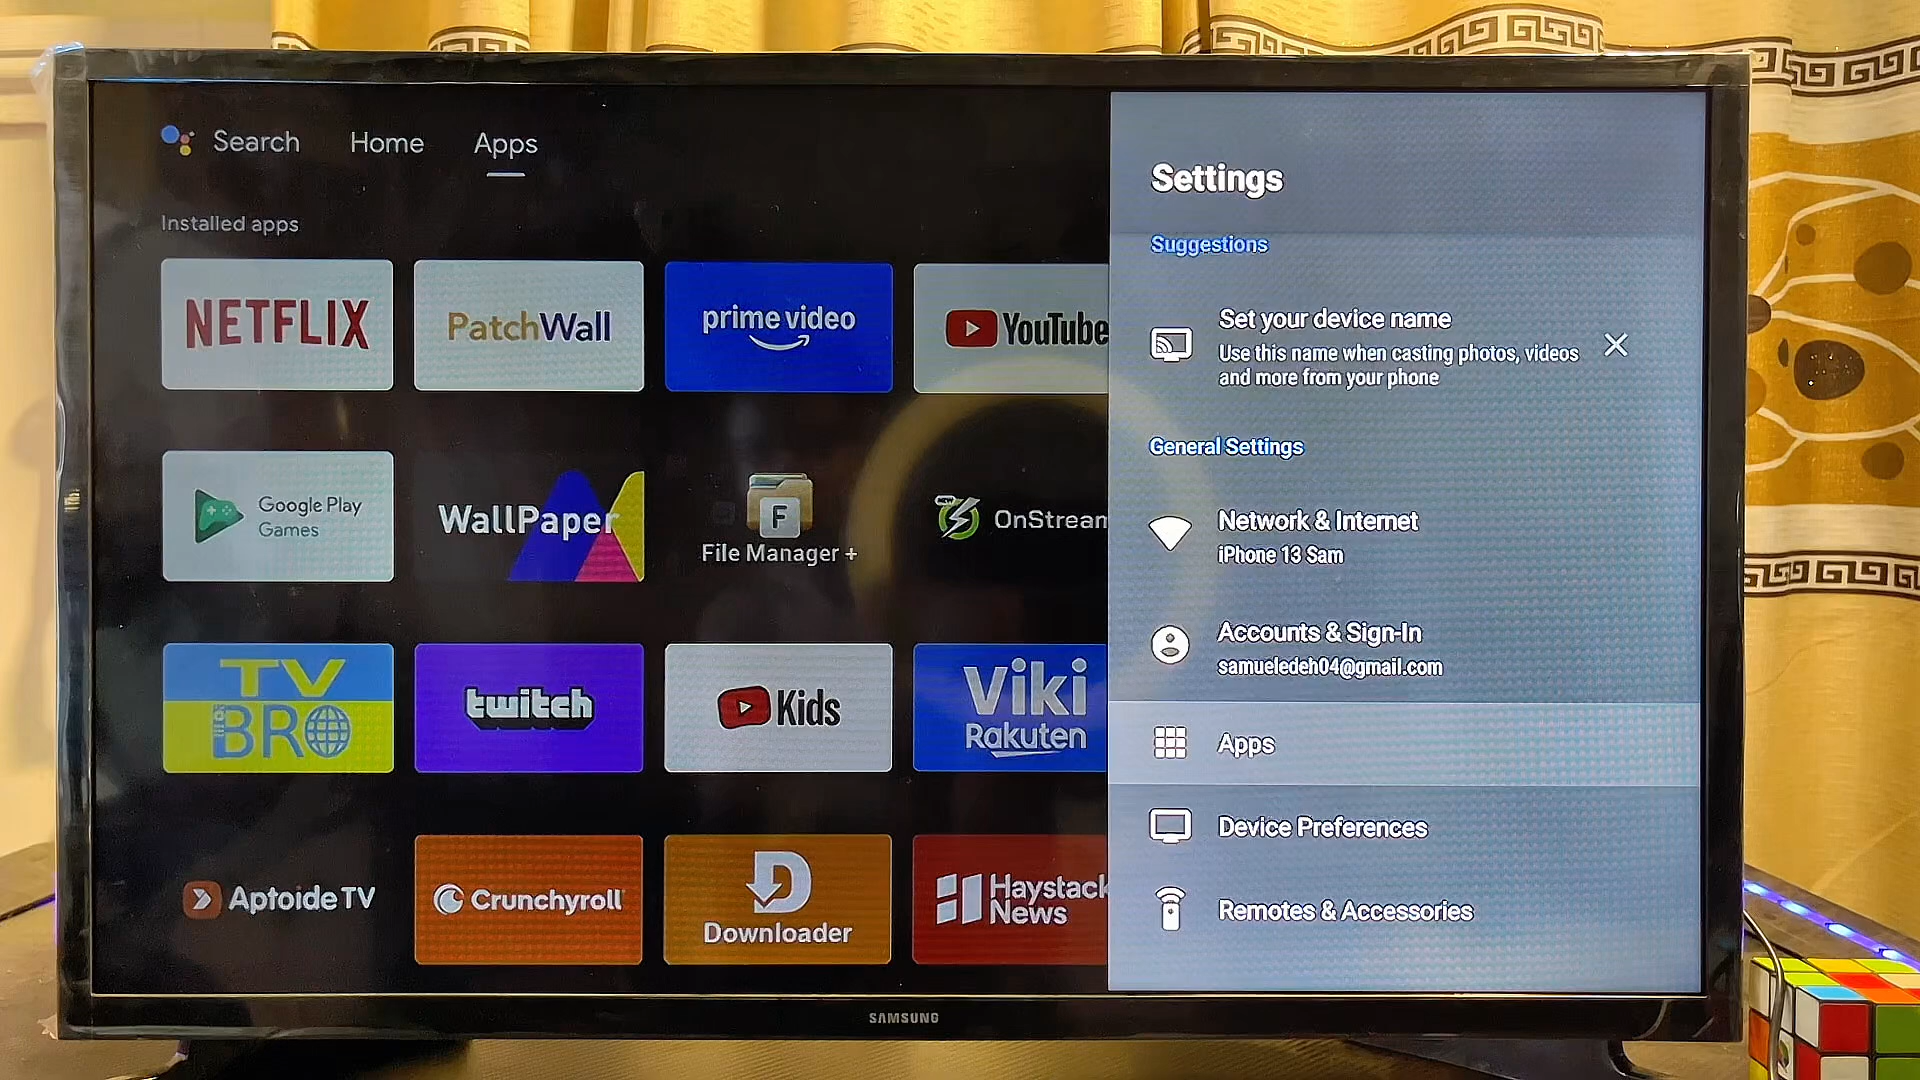 Search Home Apps
Installed apps
NETFLIX
PatchWall
prime video
YouTube
Google Play
Games
WallPaper
F
File Manager +
OnStream
TV
BRO
twitch
Kids
Viki
Rakuten
Aptoide TV
Crunchyroll
D
Downloader
Haystack
News
Settings
Suggestions
Set your device name
Use this name when casting photos, videos
and more from your phone
General Settings
Network & Internet
iPhone 13 Sam
Accounts & Sign-In
samueledeh04@gmail.com
Apps
Device Preferences
Remotes & Accessories
SAMSUNG